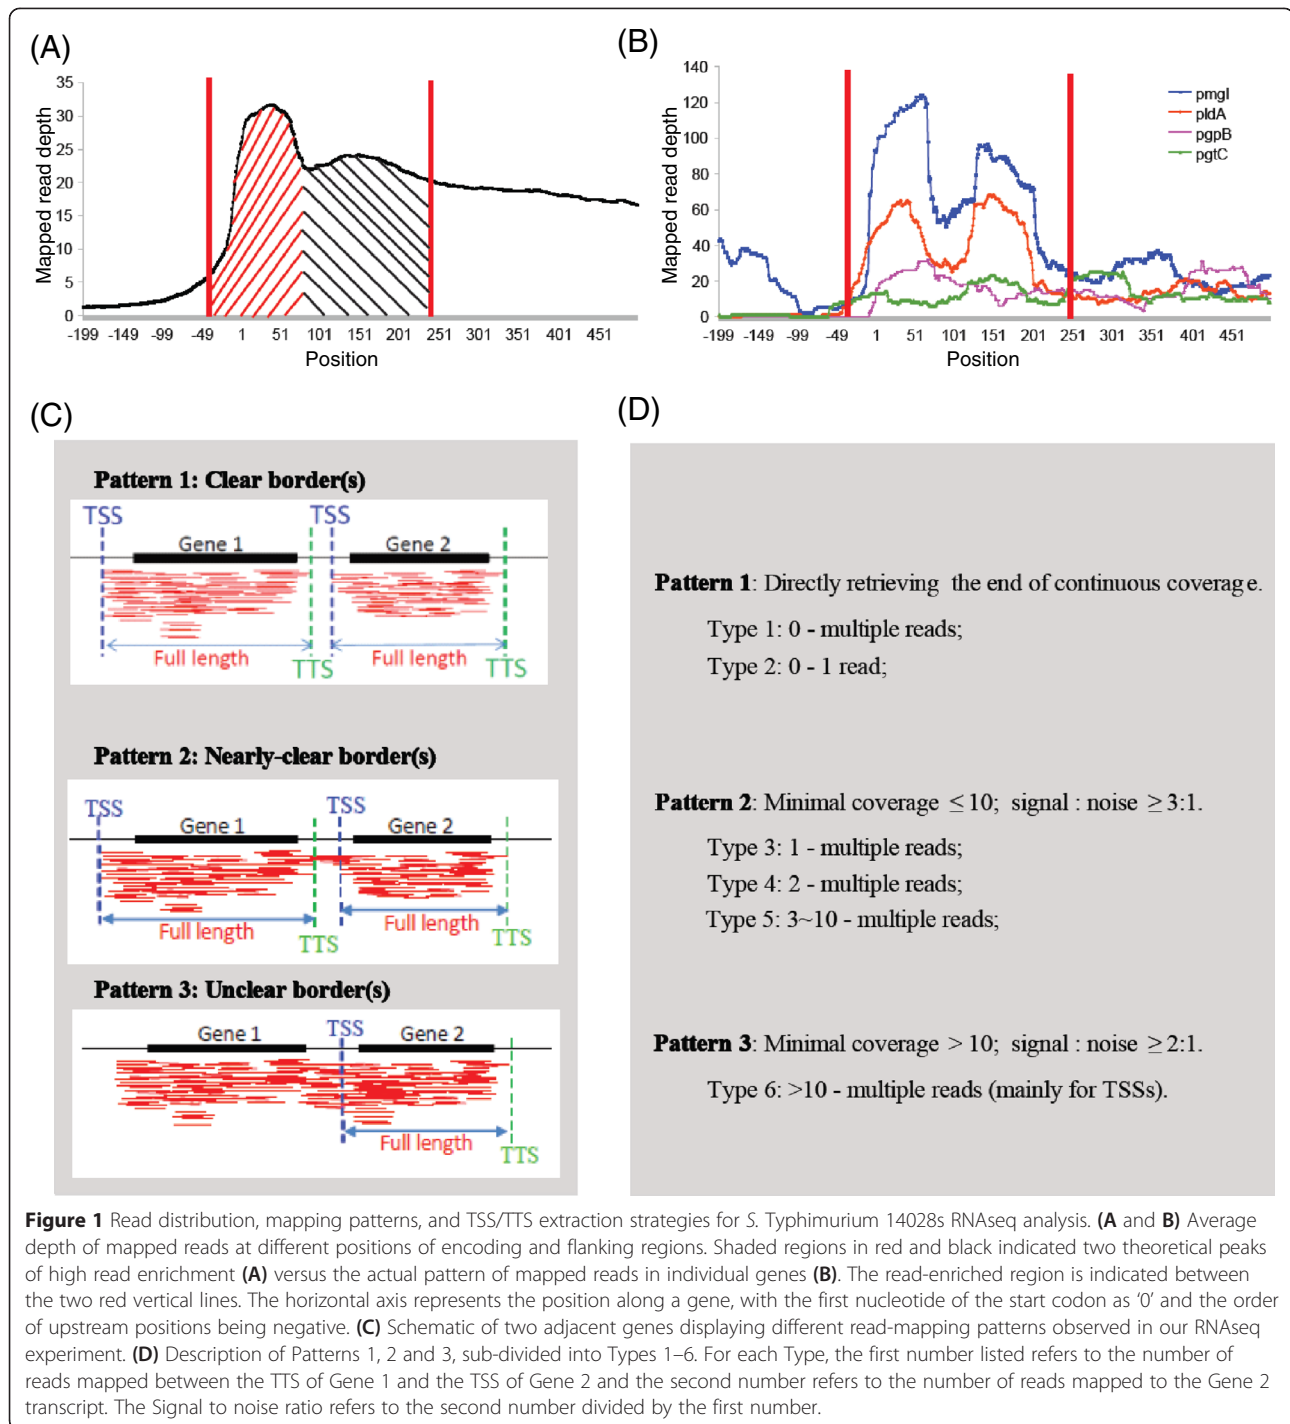 (A)
Mapped read depth
35
30
25
20
15
10
5
0
-199 -149 -99 -49 1 51 101 151 201 251 301 351 401 451
Position
(B)
Mapped read depth
140
120
100
80
60
40
20
0
-199 -149 -99 -49 1 51 101 151 201 251 301 351 401 451
Position
pmgI
pldA
pgpB
pgtC
(C)
Pattern 1: Clear border(s)
TSS TSS
Gene 1 Gene 2
Full length Full length
TTS TTS
Pattern 2: Nearly-clear border(s)
TSS TSS
Gene 1 Gene 2
Full length Full length
TTS TTS
Pattern 3: Unclear border(s)
Gene 1 TSS Gene 2
Full length
TTS
(D)
Pattern 1: Directly retrieving the end of continuous coverage.
Type 1: 0 - multiple reads;
Type 2: 0 - 1 read;
Pattern 2: Minimal coverage ≤ 10; signal : noise ≥ 3:1.
Type 3: 1 - multiple reads;
Type 4: 2 - multiple reads;
Type 5: 3~10 - multiple reads;
Pattern 3: Minimal coverage > 10; signal : noise ≥ 2:1.
Type 6: >10 - multiple reads (mainly for TSSs).
Figure 1 Read distribution, mapping patterns, and TSS/TTS extraction strategies for S. Typhimurium 14028s RNAseq analysis. (A and B) Average
depth of mapped reads at different positions of encoding and flanking regions. Shaded regions in red and black indicated two theoretical peaks
of high read enrichment (A) versus the actual pattern of mapped reads in individual genes (B). The read-enriched region is indicated between
the two red vertical lines. The horizontal axis represents the position along a gene, with the first nucleotide of the start codon as ‘0’ and the order
of upstream positions being negative. (C) Schematic of two adjacent genes displaying different read-mapping patterns observed in our RNAseq
experiment. (D) Description of Patterns 1, 2 and 3, sub-divided into Types 1–6. For each Type, the first number listed refers to the number of
reads mapped between the TTS of Gene 1 and the TSS of Gene 2 and the second number refers to the number of reads mapped to the Gene 2
transcript. The Signal to noise ratio refers to the second number divided by the first number.